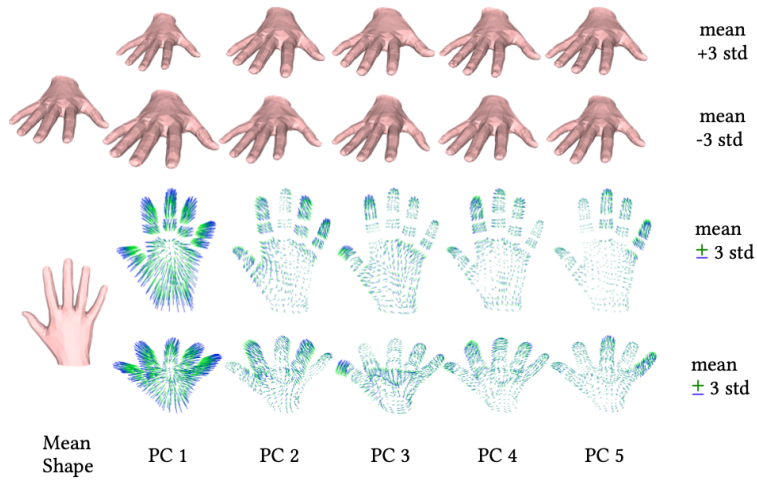 mean
+3 std
mean
-3 std
mean
± 3 std
mean
± 3 std
Mean
Shape
PC 1
PC 2
PC 3
PC 4
PC 5